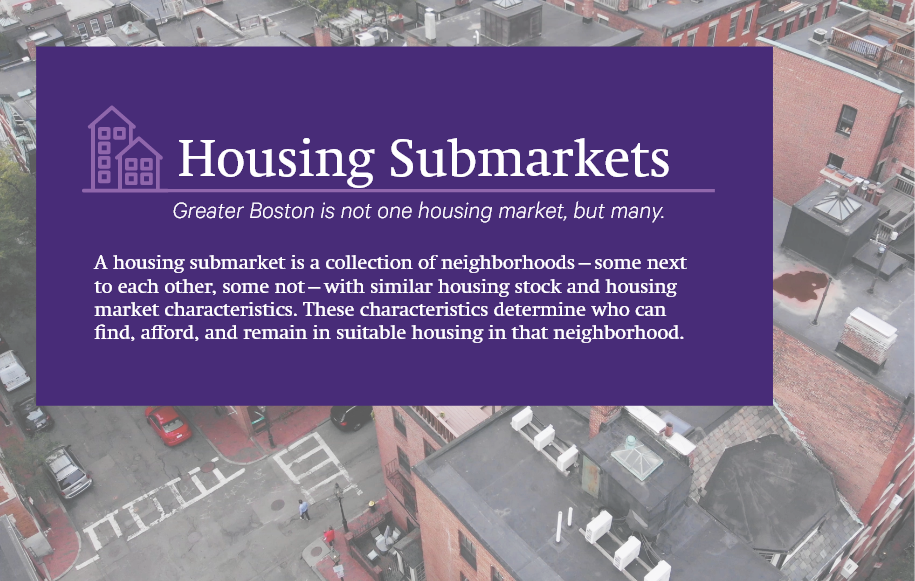 Housing Submarkets
Greater Boston is not one housing market, but many.
A housing submarket is a collection of neighborhoods – some next
to each other, some not – with similar housing stock and housing
market characteristics. These characteristics determine who can
find, afford, and remain in suitable housing in that neighborhood.